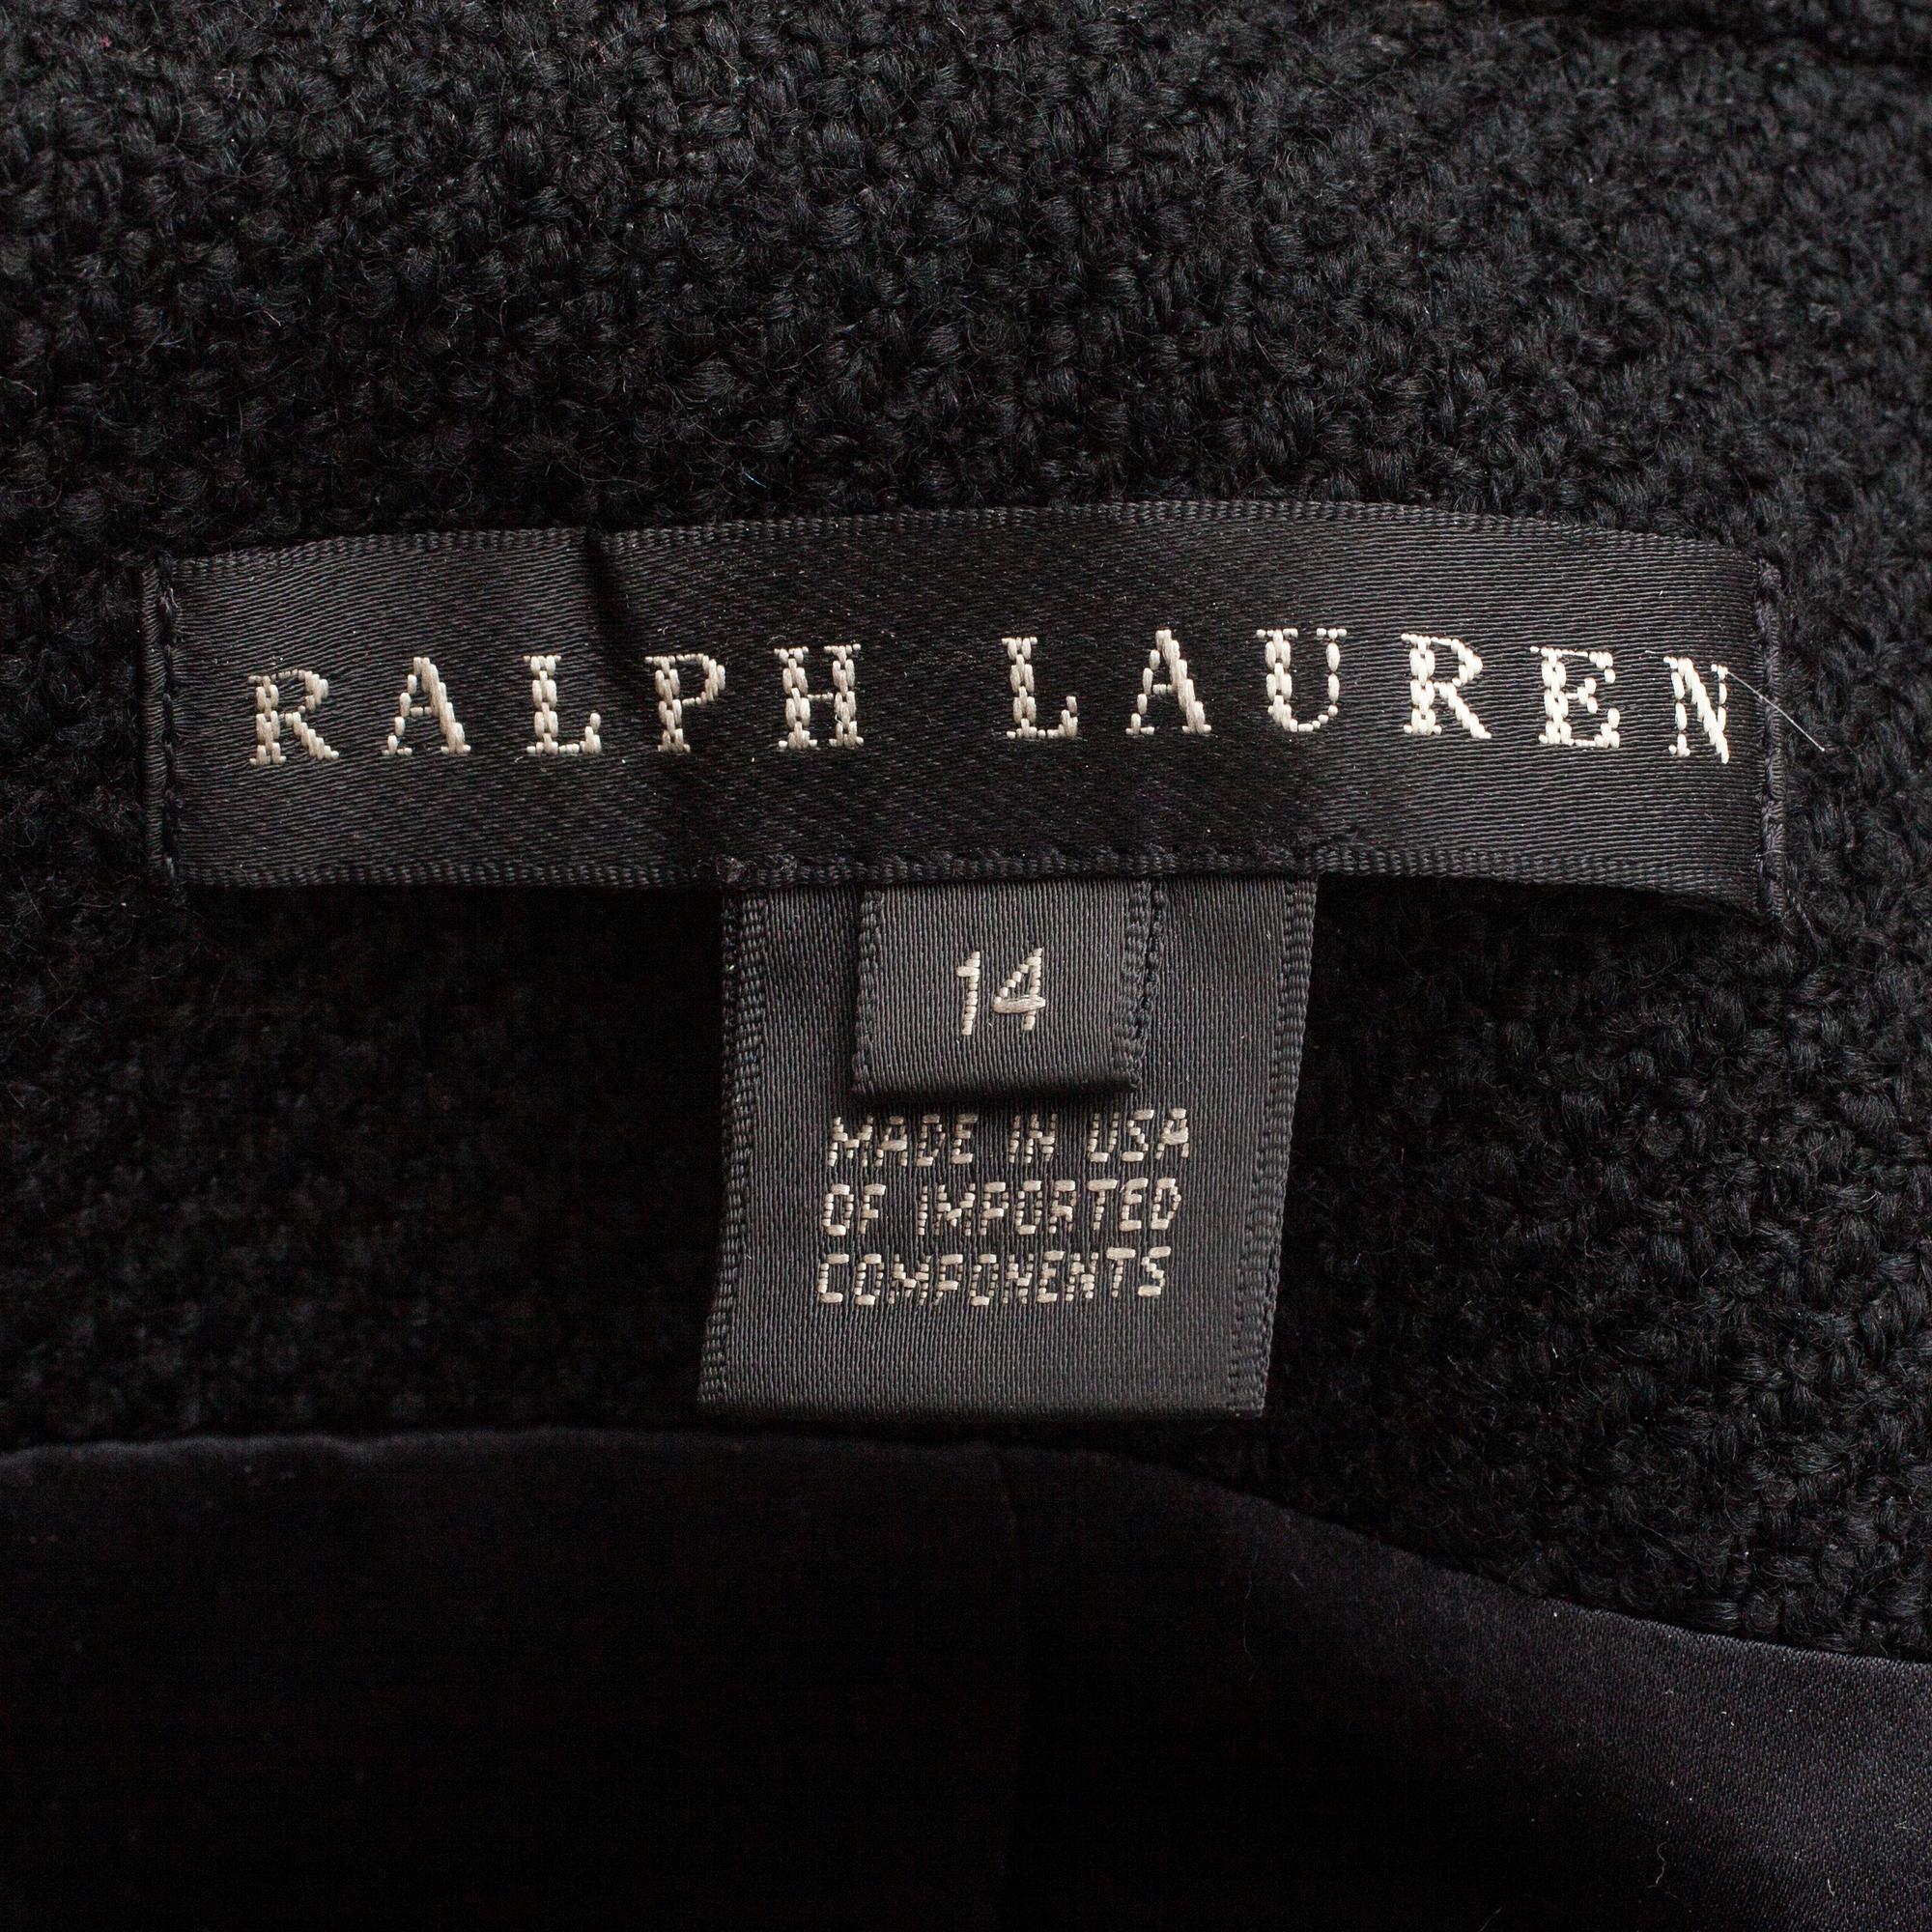 RALPH LAUREN
14
MADE IN USA
OF IMPORTED
COMPONENTS